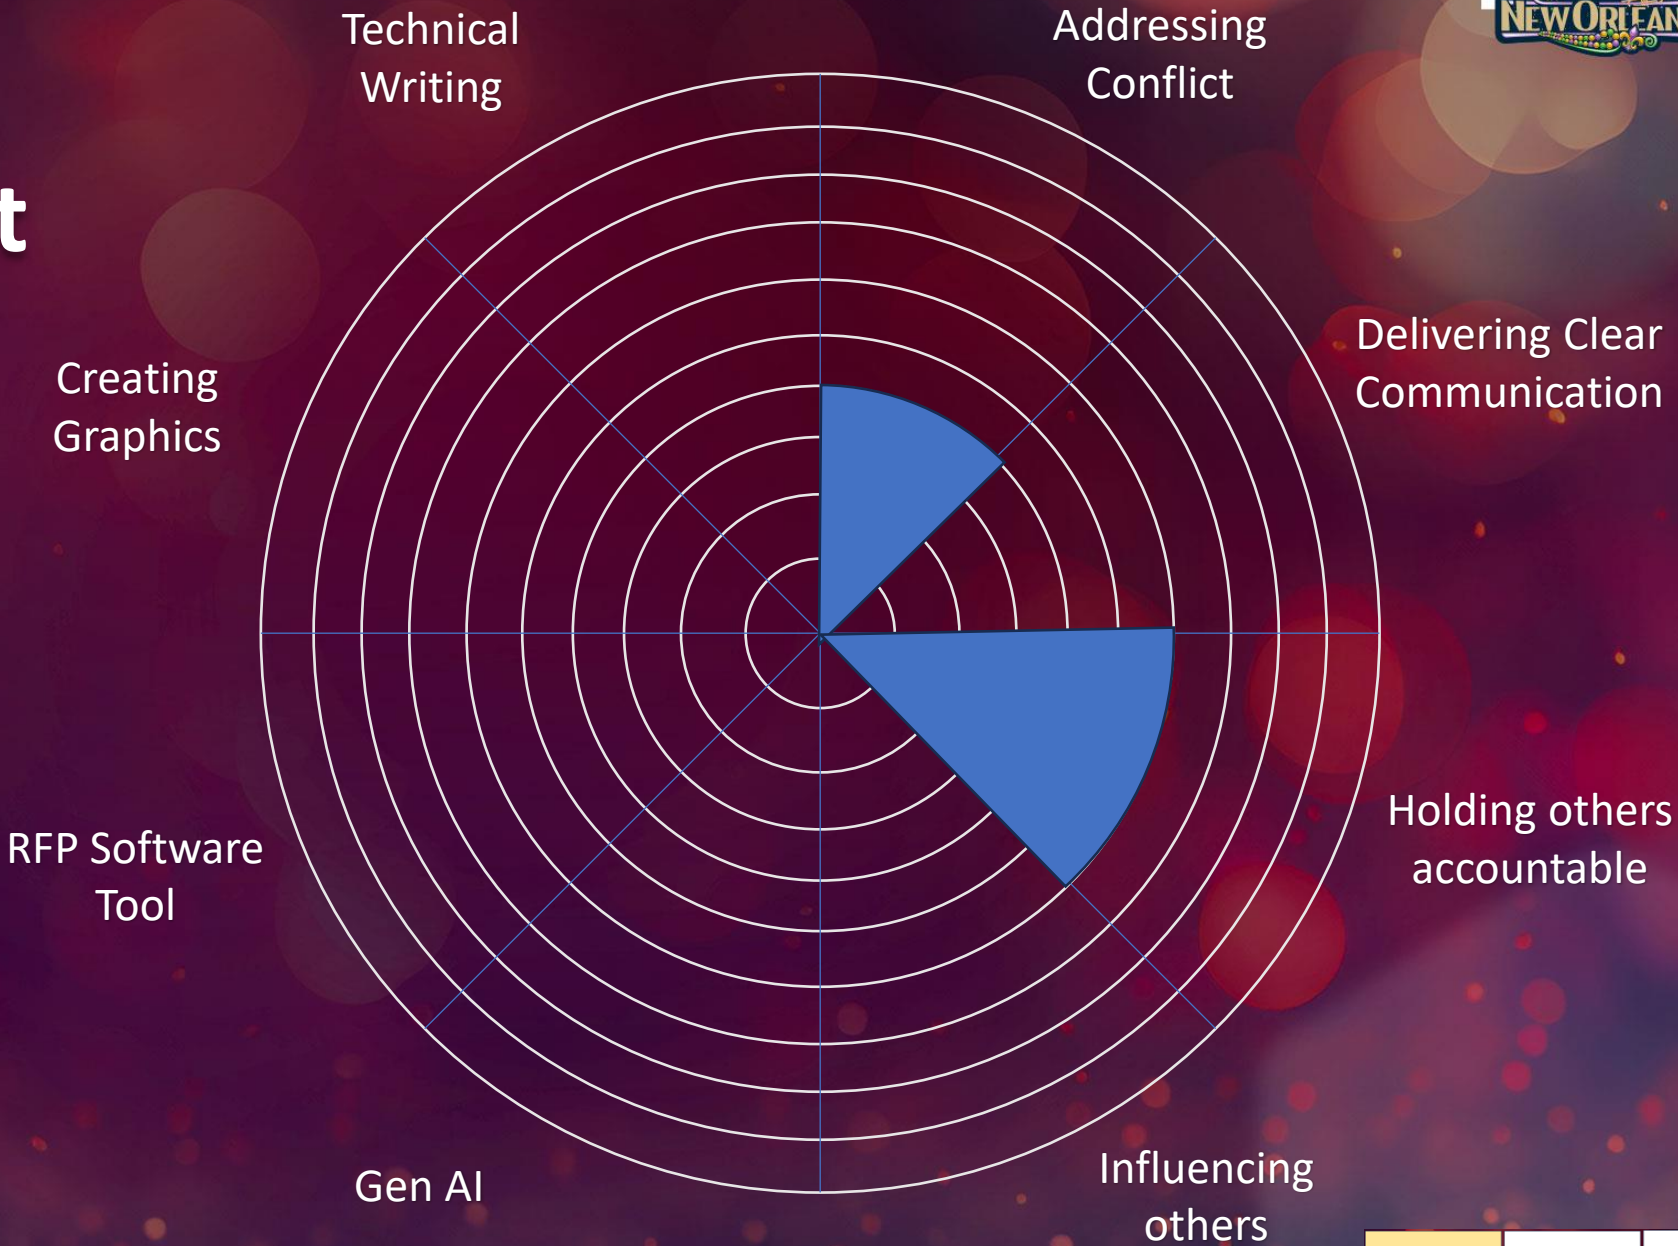 Technical
Writing
Addressing
Conflict
t
Creating
Graphics
Delivering Clear
Communication
RFP Software
Tool
Holding others
accountable
Gen AI
Influencing
others